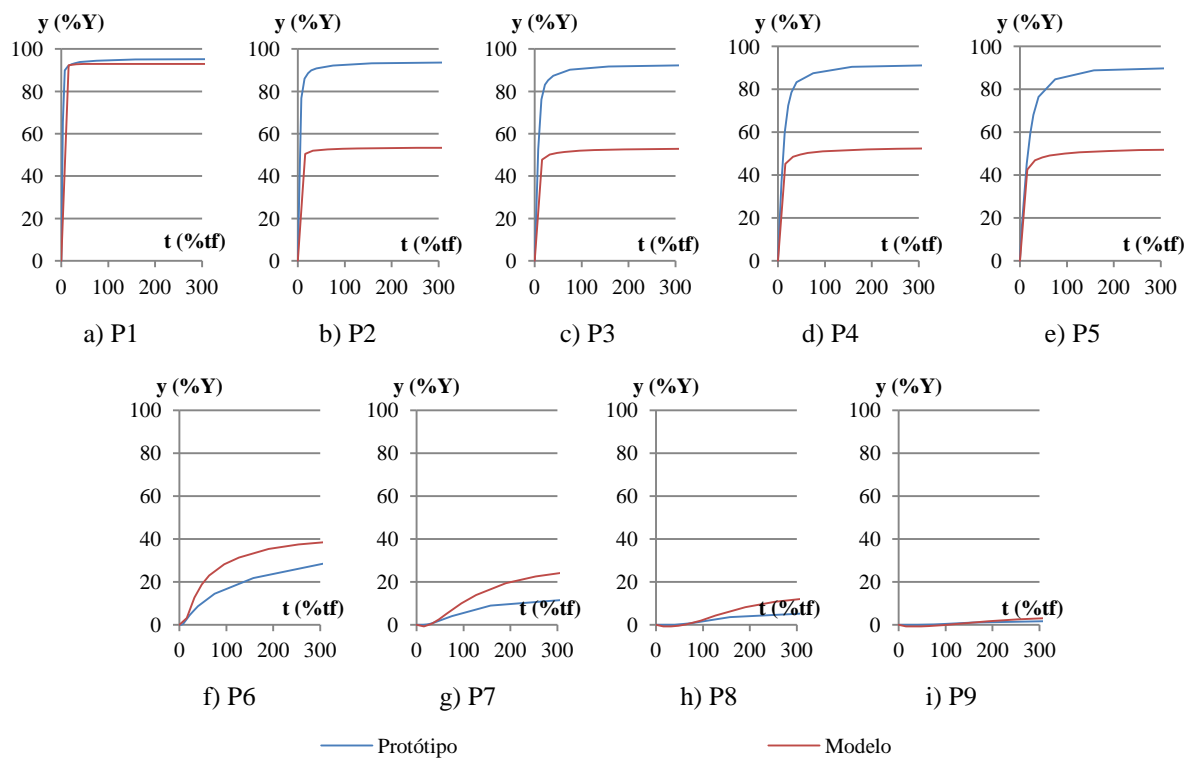 y (%Y) y (%Y) y (%Y) y (%Y) y (%Y)
100 100 100 100 100
80 80 80 80 80
60 60 60 60 60
40 40 40 40 40
20 20 20 20 20
t (%tf) t (%tf) t (%tf) t (%tf) t (%tf)
0 0 0 0 0
0 100 200 300 0 100 200 300 0 100 200 300 0 100 200 300 0 100 200 300
a) P1 b) P2 c) P3 d) P4 e) P5
y (%Y) y (%Y) y (%Y) y (%Y)
100 100 100 100
80 80 80 80
60 60 60 60
40 40 40 40
20 20 20 20
t (%tf) t (%tf) t (%tf) t (%tf)
0 0 0 0
0 100 200 300 0 100 200 300 0 100 200 300 0 100 200 300
f) P6 g) P7 h) P8 i) P9
Protótipo Modelo